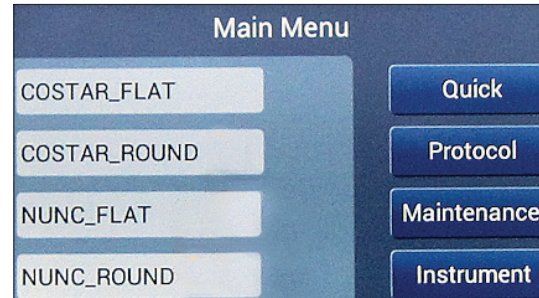 Main Menu
COSTAR_FLAT
Quick
COSTAR_ROUND
Protocol
NUNC_FLAT
Maintenance
NUNC_ROUND
Instrument